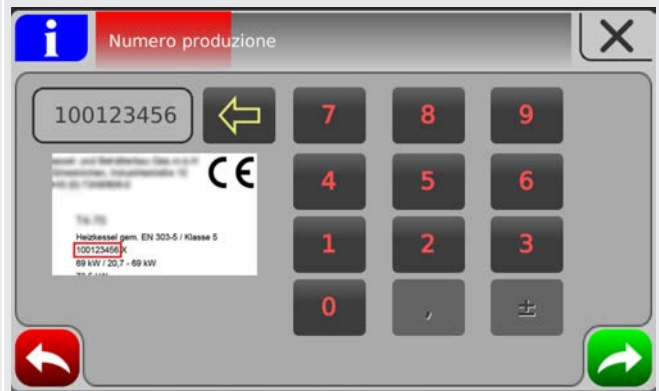 i
Numero produzione
100123456
7 8 9
CE
4 5 6
Heizkessel gem. EN 303-5 / Klasse 5
100123456 X
69 kW / 20,7 - 69 kW
1 2 3
0 , ±